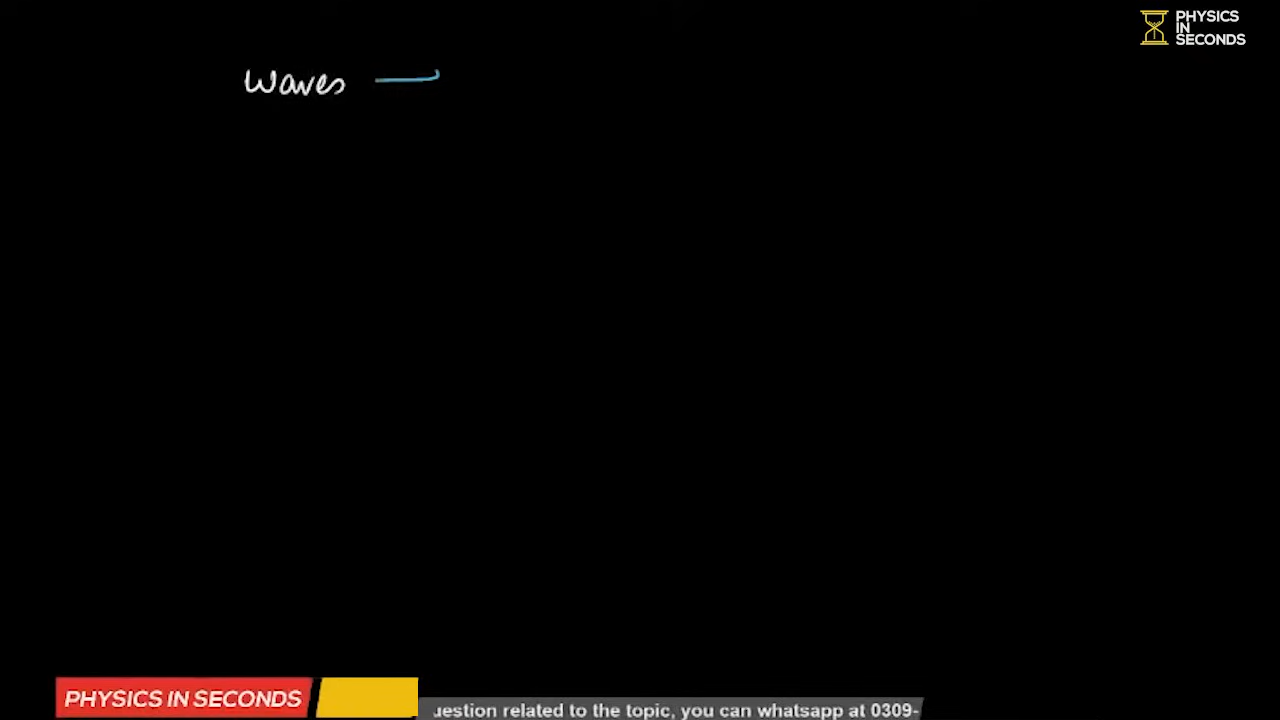 PHYSICS
IN
SECONDS
Waves
PHYSICS IN SECONDS
uestion related to the topic, you can whatsapp at 0309-